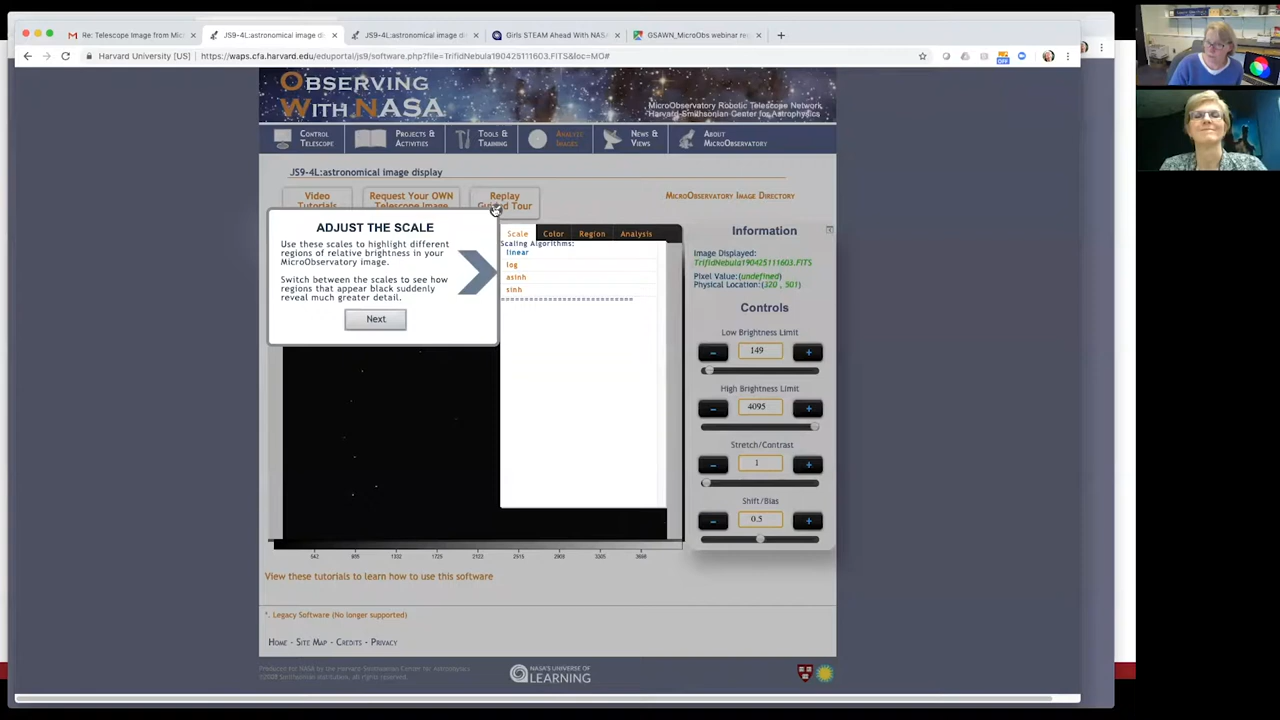 Re: Telescope Image from Mic
JS9-4L:astronomical image di
JS9-4L:astronomical image di
Girls STEAM Ahead With NAS
GSAWN_MicroObs webinar re
Harvard University [US]
https://waps.cfa.harvard.edu/eduportal/js9/software.php?file=TrifidNebula190425111603.FITS&loc=MO#
OFF
OBSERVING
WITH NASA
MicroObservatory Robotic Telescope Network
Harvard-Smithsonian Center for Astrophysics
CONTROL
TELESCOPE
PROJECTS &
ACTIVITIES
TOOLS &
TRAINING
ANALYZE
IMAGES
NEWS &
VIEWS
ABOUT
MICROOBSERVATORY
JS9-4L:astronomical image display
Video
Tutorials
Request Your OWN
Telescope Image
Replay
Guided Tour
MICROOBSERVATORY IMAGE DIRECTORY
ADJUST THE SCALE
Use these scales to highlight different
regions of relative brightness in your
MicroObservatory image.
Switch between the scales to see how
regions that appear black suddenly
reveal much greater detail.
Next
Scale
Color
Region
Analysis
Scaling Algorithms:
linear
log
asinh
sinh
===========================
Information
Image Displayed:
TrifidNebula190425111603.FITS
Pixel Value:(undefined)
Physical Location:(320 , 501)
Controls
Low Brightness Limit
- 149 +
High Brightness Limit
- 4095 +
Stretch/Contrast
- 1 +
Shift/Bias
- 0.5 +
1302
2515
3305
View these tutorials to learn how to use this software
*. Legacy Software (No longer supported)
HOME - SITE MAP - CREDITS - PRIVACY
NASA'S UNIVERSE OF
LEARNING